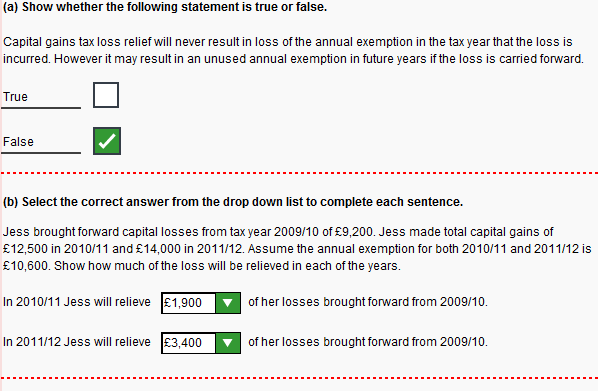 (a) Show whether the following statement is true or false.
Capital gains tax loss relief will never result in loss of the annual exemption in the tax year that the loss is
incurred. However it may result in an unused annual exemption in future years if the loss is carried forward.
True
False
(b) Select the correct answer from the drop down list to complete each sentence.
Jess brought forward capital losses from tax year 2009/10 of £9,200. Jess made total capital gains of
£12,500 in 2010/11 and £14,000 in 2011/12. Assume the annual exemption for both 2010/11 and 2011/12 is
£10,600. Show how much of the loss will be relieved in each of the years.
In 2010/11 Jess will relieve £1,900 of her losses brought forward from 2009/10.
In 2011/12 Jess will relieve £3,400 of her losses brought forward from 2009/10.